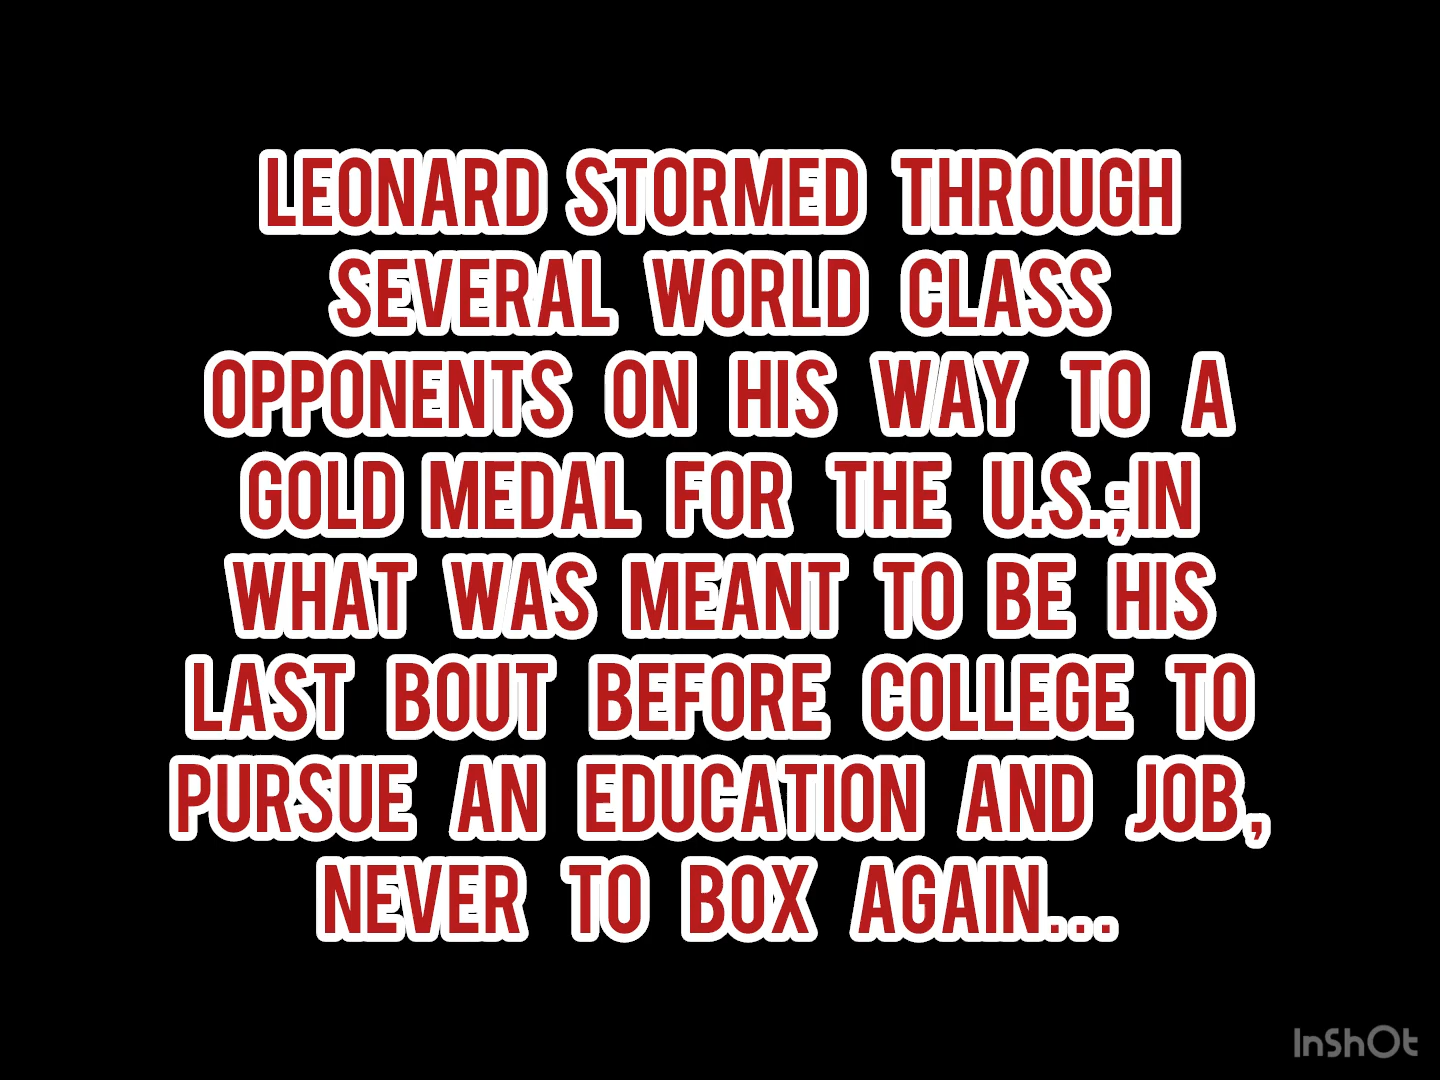 LEONARD STORMED THROUGH
SEVERAL WORLD CLASS
OPPONENTS ON HIS WAY TO A
GOLD MEDAL FOR THE U.S.;IN
WHAT WAS MEANT TO BE HIS
LAST BOUT BEFORE COLLEGE TO
PURSUE AN EDUCATION AND JOB,
NEVER TO BOX AGAIN...
InShOt